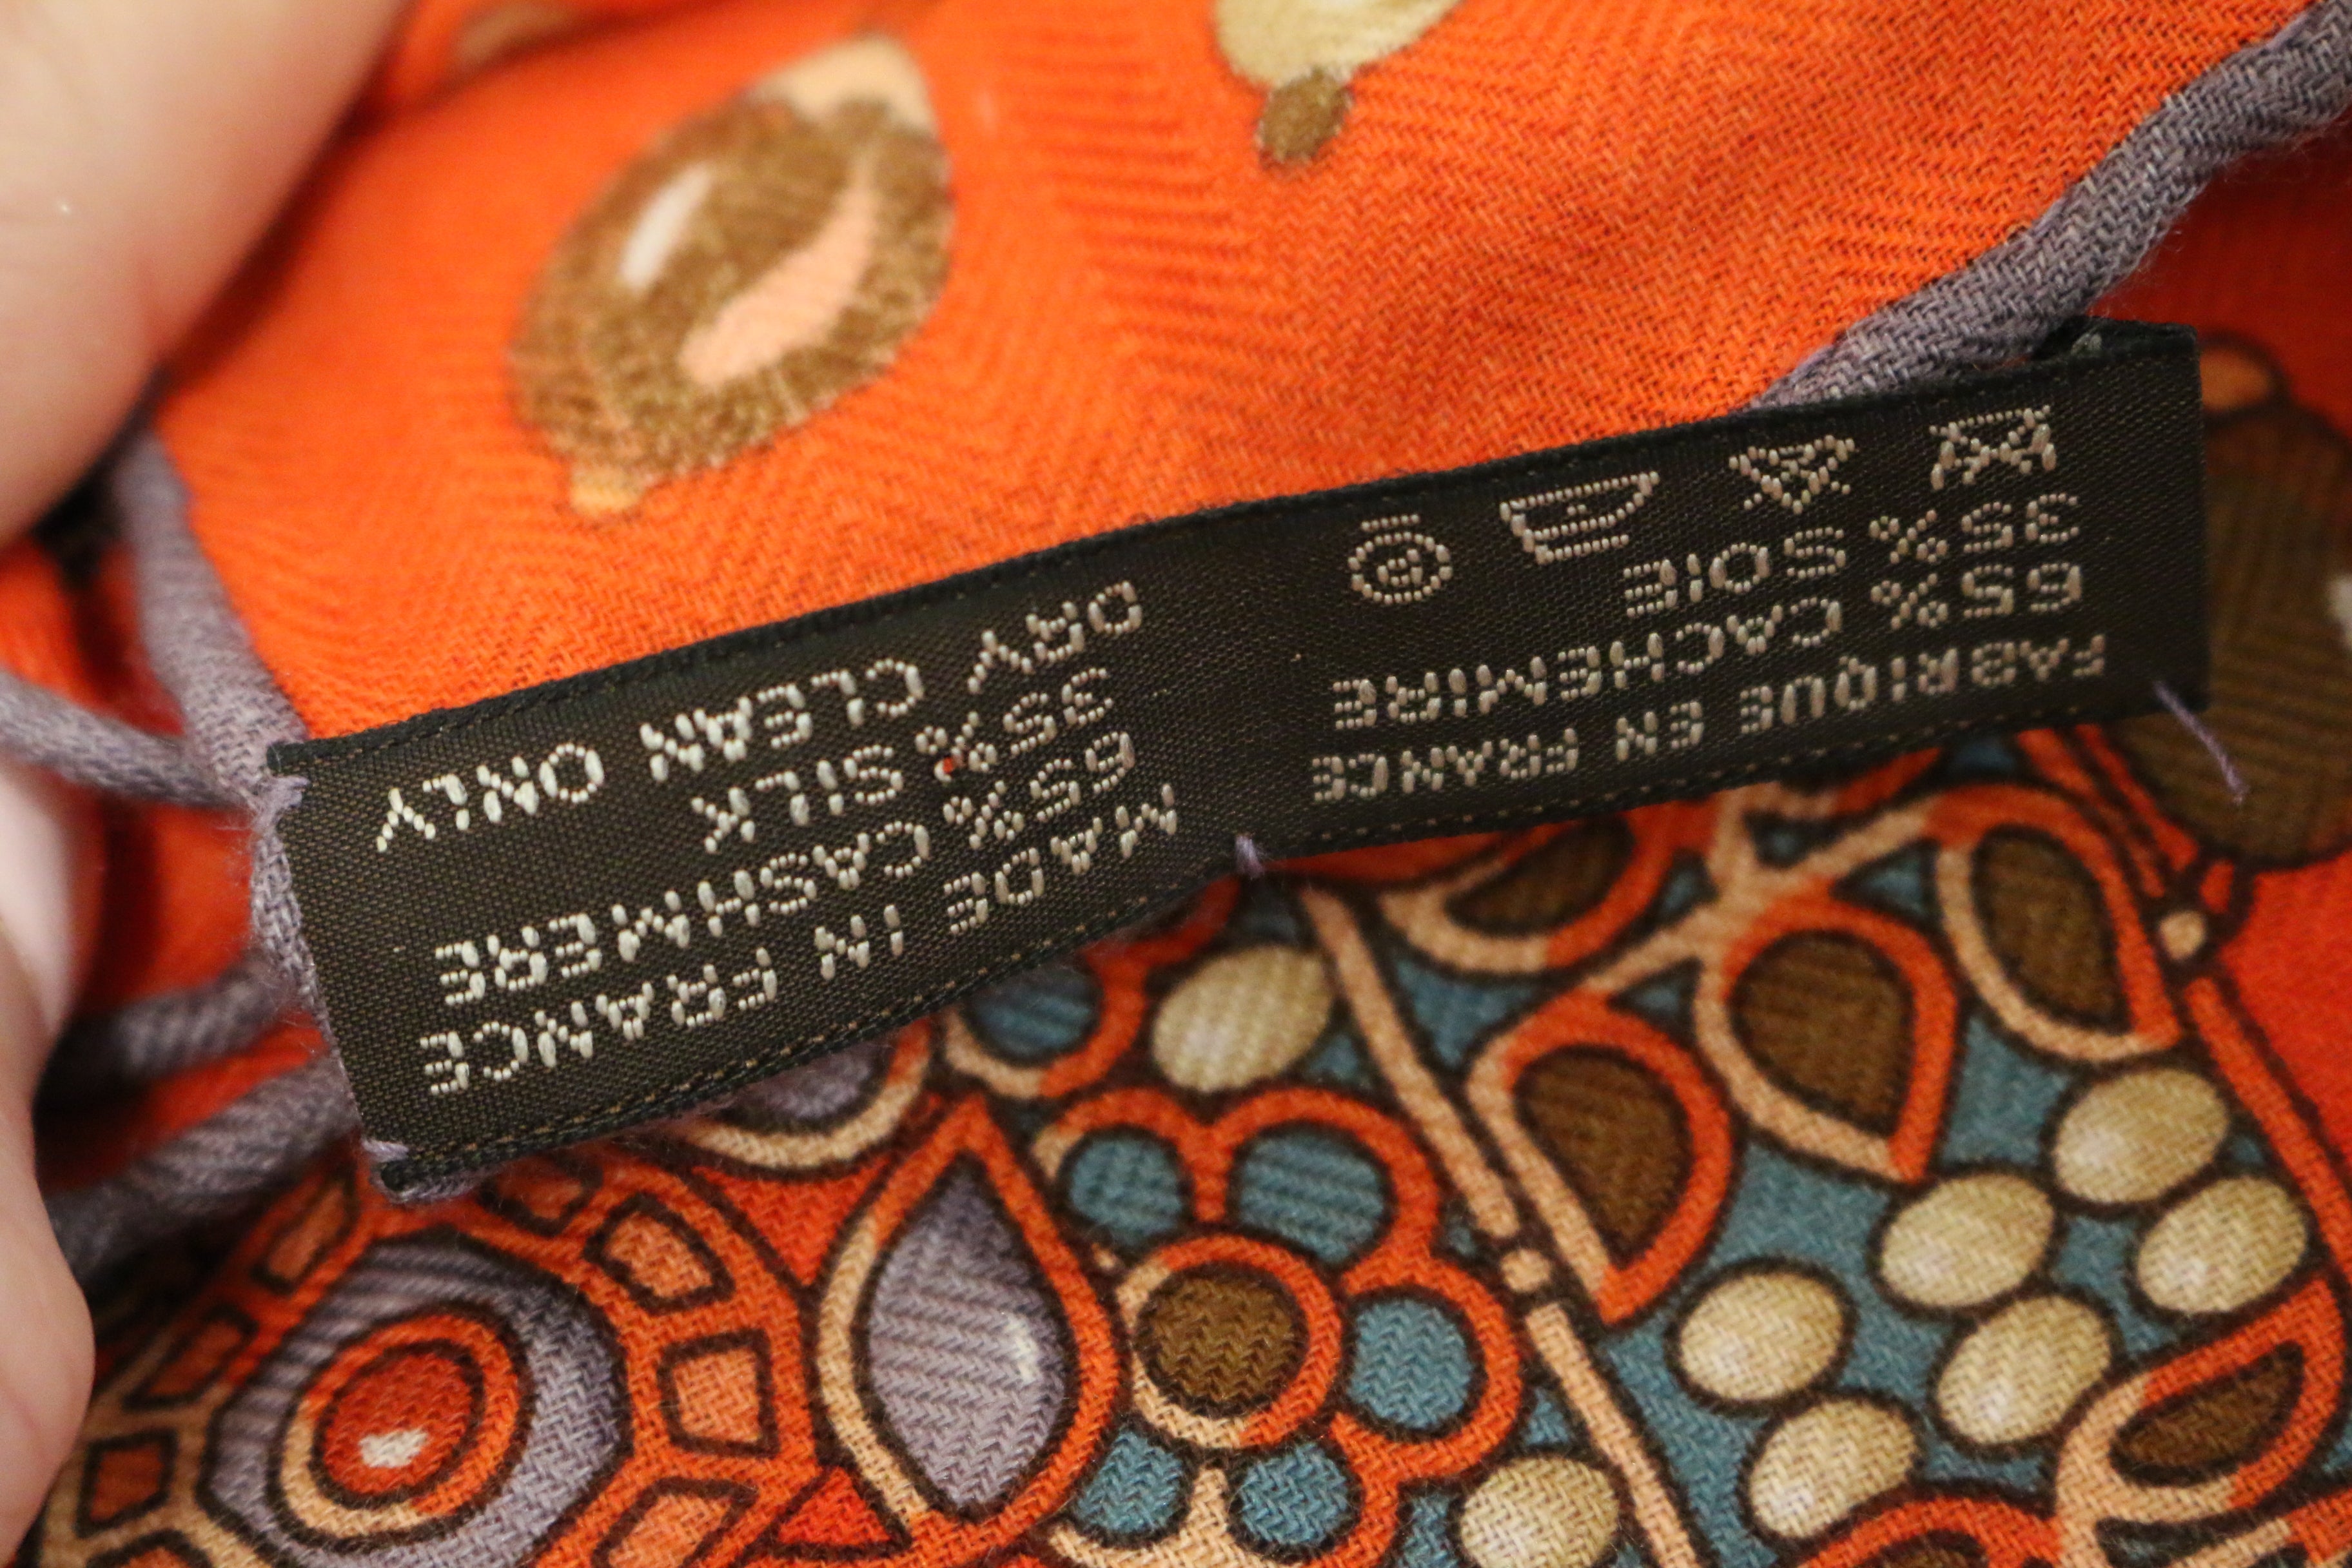 FABRIQUE EN FRANCE
65% CACHEMIRE
35% SOIE
MADE IN FRANCE
65% CASHMERE
35% SILK
DRY CLEAN ONLY